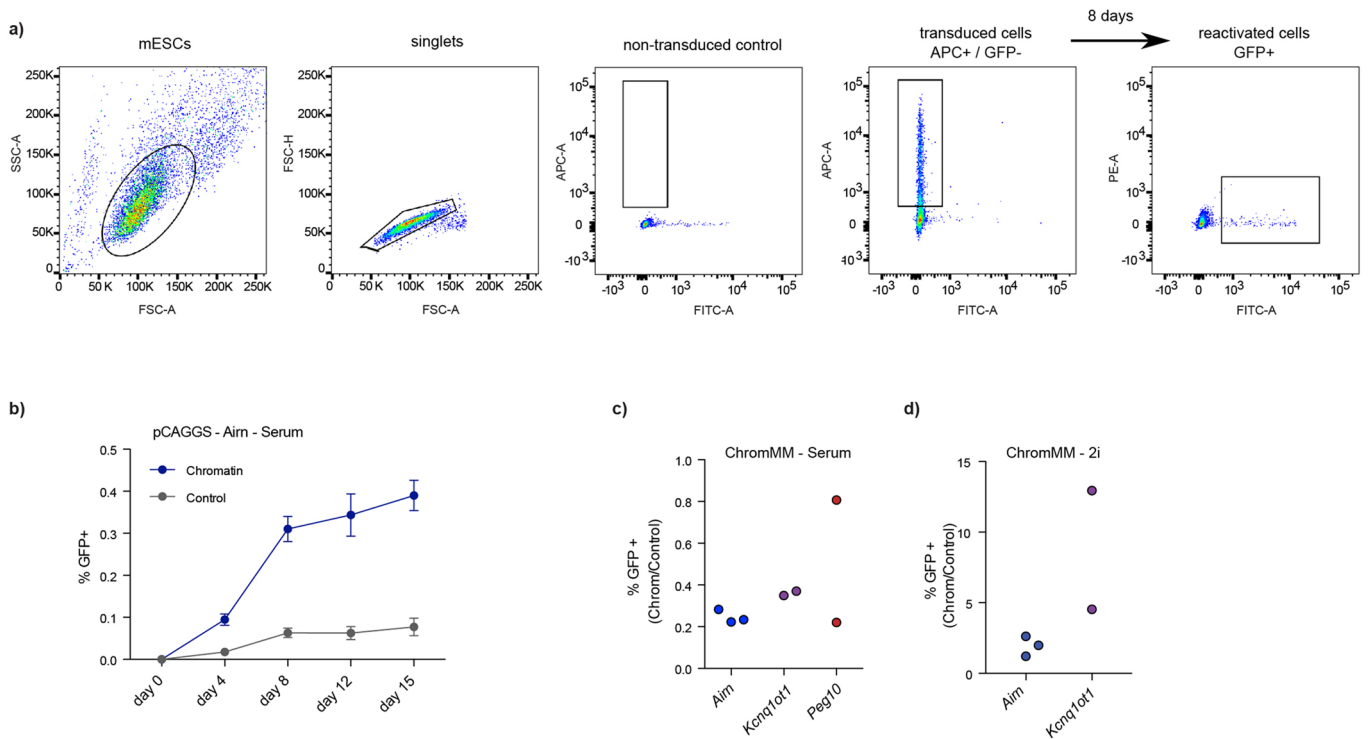 a)
mESCs
singlets
non-transduced control
transduced cells
APC+ / GFP-
8 days
reactivated cells
GFP+
250K
200K
150K
100K
50K
0
SSC-A
0
50 K
100K
150K
200K
250K
FSC-A
250K
200K
150K
100K
50K
0
FSC-H
0
50 K
100K
150K
200K
250K
FSC-A
10^5
10^4
10^3
0
-10^3
APC-A
-10^3
0
10^3
10^4
10^5
FITC-A
10^5
10^4
10^3
0
-10^3
APC-A
-10^3
0
10^3
10^4
10^5
FITC-A
10^5
10^4
10^3
0
-10^3
PE-A
-10^3
0
10^3
10^4
10^5
FITC-A
b)
pCAGGS - Airn - Serum
Chromatin
Control
% GFP+
0.5
0.4
0.3
0.2
0.1
0.0
day 0
day 4
day 8
day 12
day 15
c)
ChromMM - Serum
% GFP +
(Chrom/Control)
1.0
0.8
0.6
0.4
0.2
0.0
Airn
Kcnq1ot1
Peg10
d)
ChromMM - 2i
% GFP +
(Chrom/Control)
15
10
5
0
Airn
Kcnq1ot1